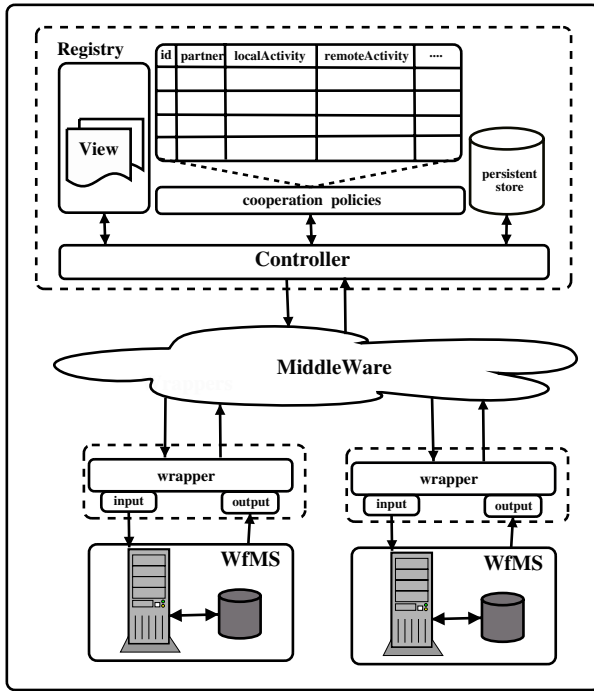 Registry
id partner localActivity remoteActivity ....
View
persistent
store
cooperation policies
Controller
MiddleWare
wrapper
input output
WfMS
wrapper
input output
WfMS